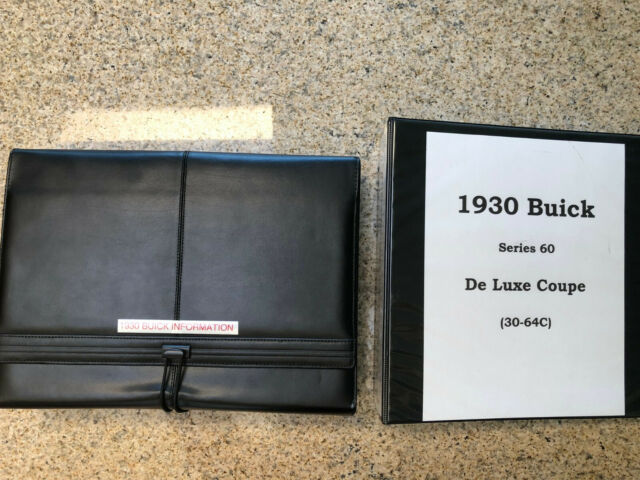 1930 BUICK INFORMATION
1930 Buick
Series 60
De Luxe Coupe
(30-64C)